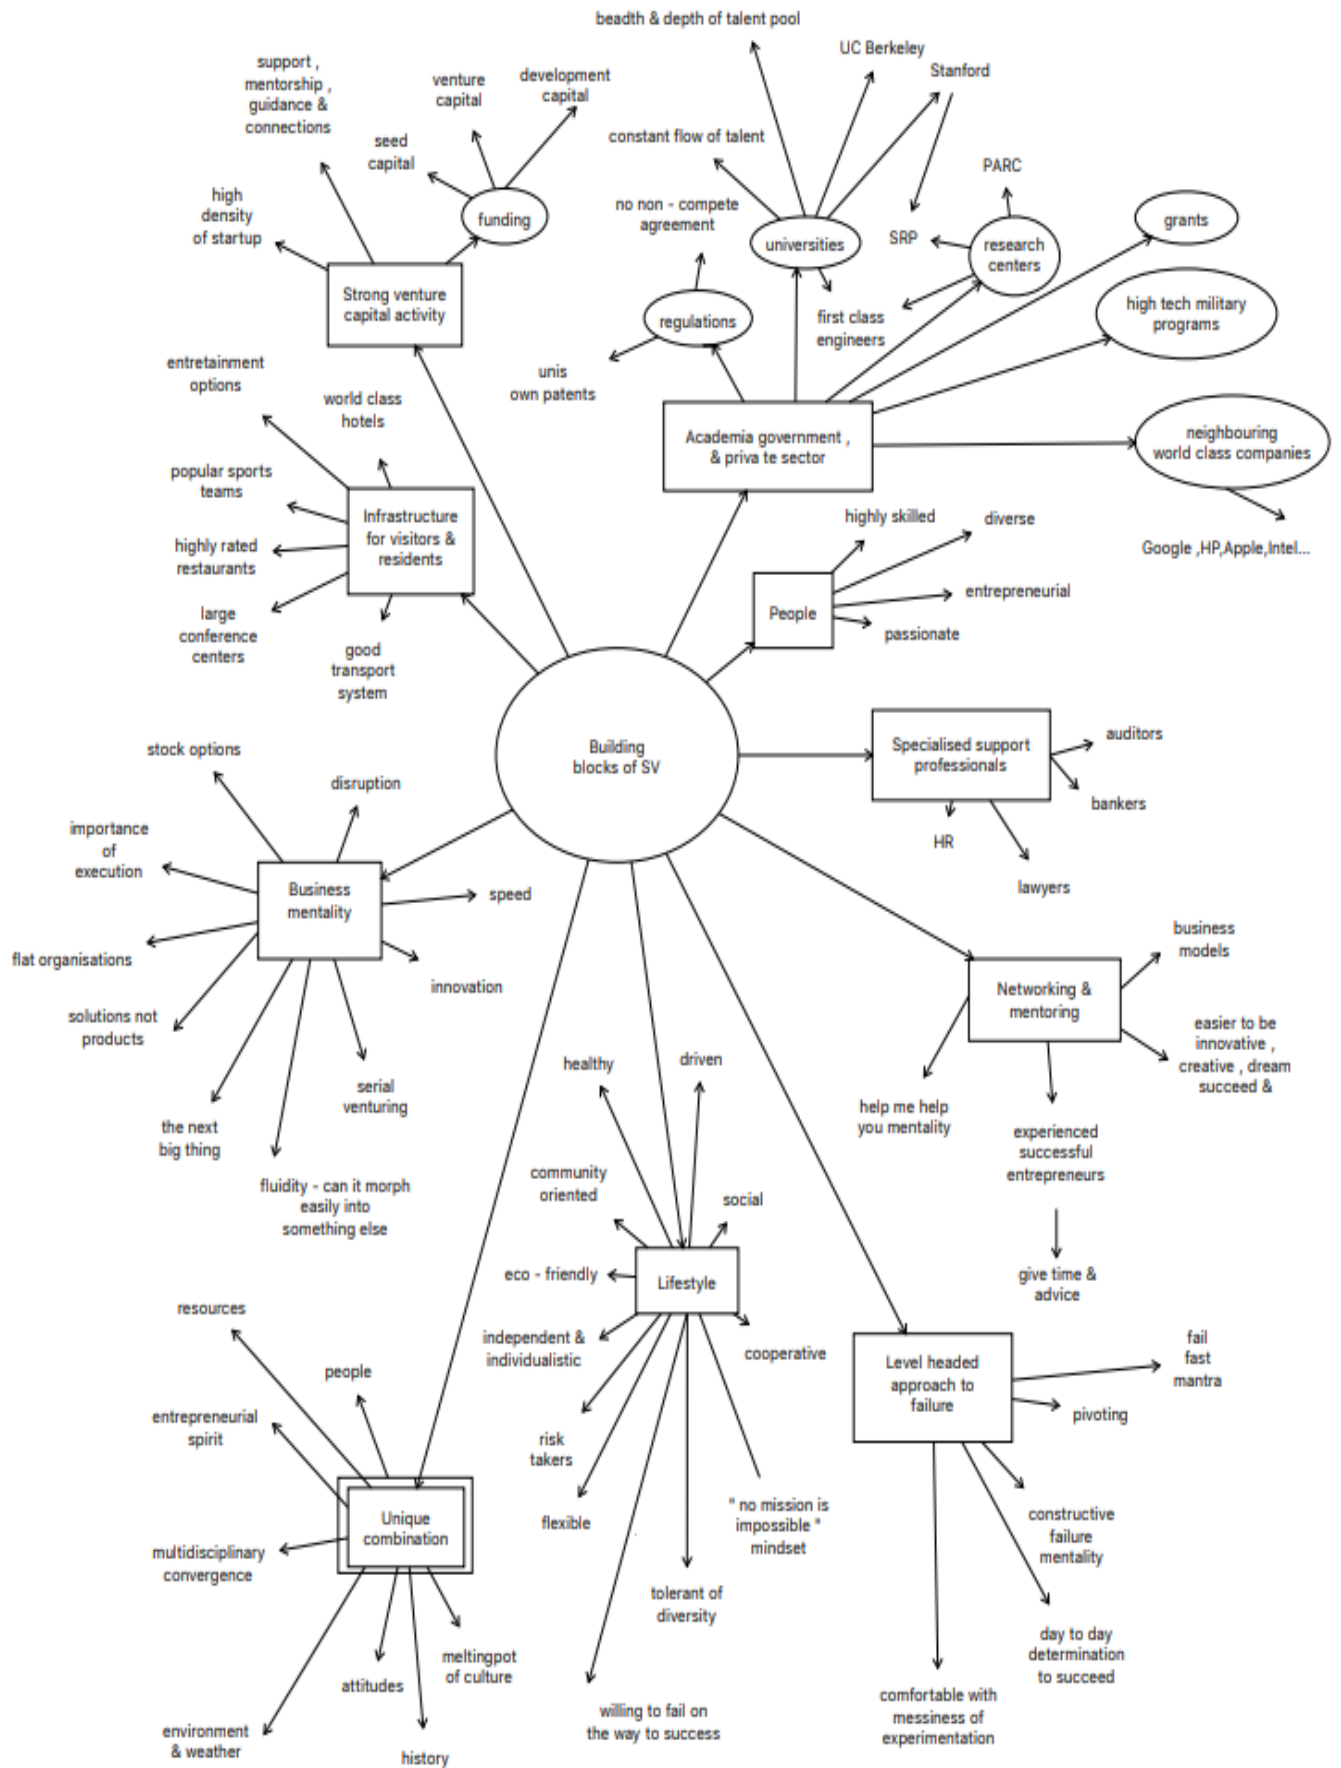 beadth & depth of talent pool
UC Berkeley
Stanford
constant flow of talent
no non - compete
agreement
universities
PARC
SRP
research
centers
grants
high tech military
programs
regulations
first class
engineers
unis
own patents
Academia government ,
& priva te sector
neighbouring
world class companies
Google ,HP,Apple,Intel...
support ,
mentorship ,
guidance &
connections
venture
capital
development
capital
seed
capital
high
density
of startup
funding
Strong venture
capital activity
entretainment
options
world class
hotels
popular sports
teams
highly rated
restaurants
large
conference
centers
good
transport
system
Infrastructure
for visitors &
residents
highly skilled
diverse
entrepreneurial
passionate
People
Building
blocks of SV
Specialised support
professionals
auditors
bankers
HR
lawyers
stock options
disruption
importance
of
execution
Business
mentality
speed
flat organisations
innovation
solutions not
products
the next
big thing
serial
venturing
fluidity - can it morph
easily into
something else
Networking &
mentoring
business
models
easier to be
innovative ,
creative , dream
succeed &
help me help
you mentality
experienced
successful
entrepreneurs
give time &
advice
healthy
driven
community
oriented
social
eco - friendly
Lifestyle
independent &
individualistic
cooperative
risk
takers
flexible
" no mission is
impossible "
mindset
tolerant of
diversity
willing to fail on
the way to success
Level headed
approach to
failure
fail
fast
mantra
pivoting
constructive
failure
mentality
day to day
determination
to succeed
comfortable with
messiness of
experimentation
resources
people
entrepreneurial
spirit
Unique
combination
multidisciplinary
convergence
meltingpot
of culture
attitudes
environment
& weather
history